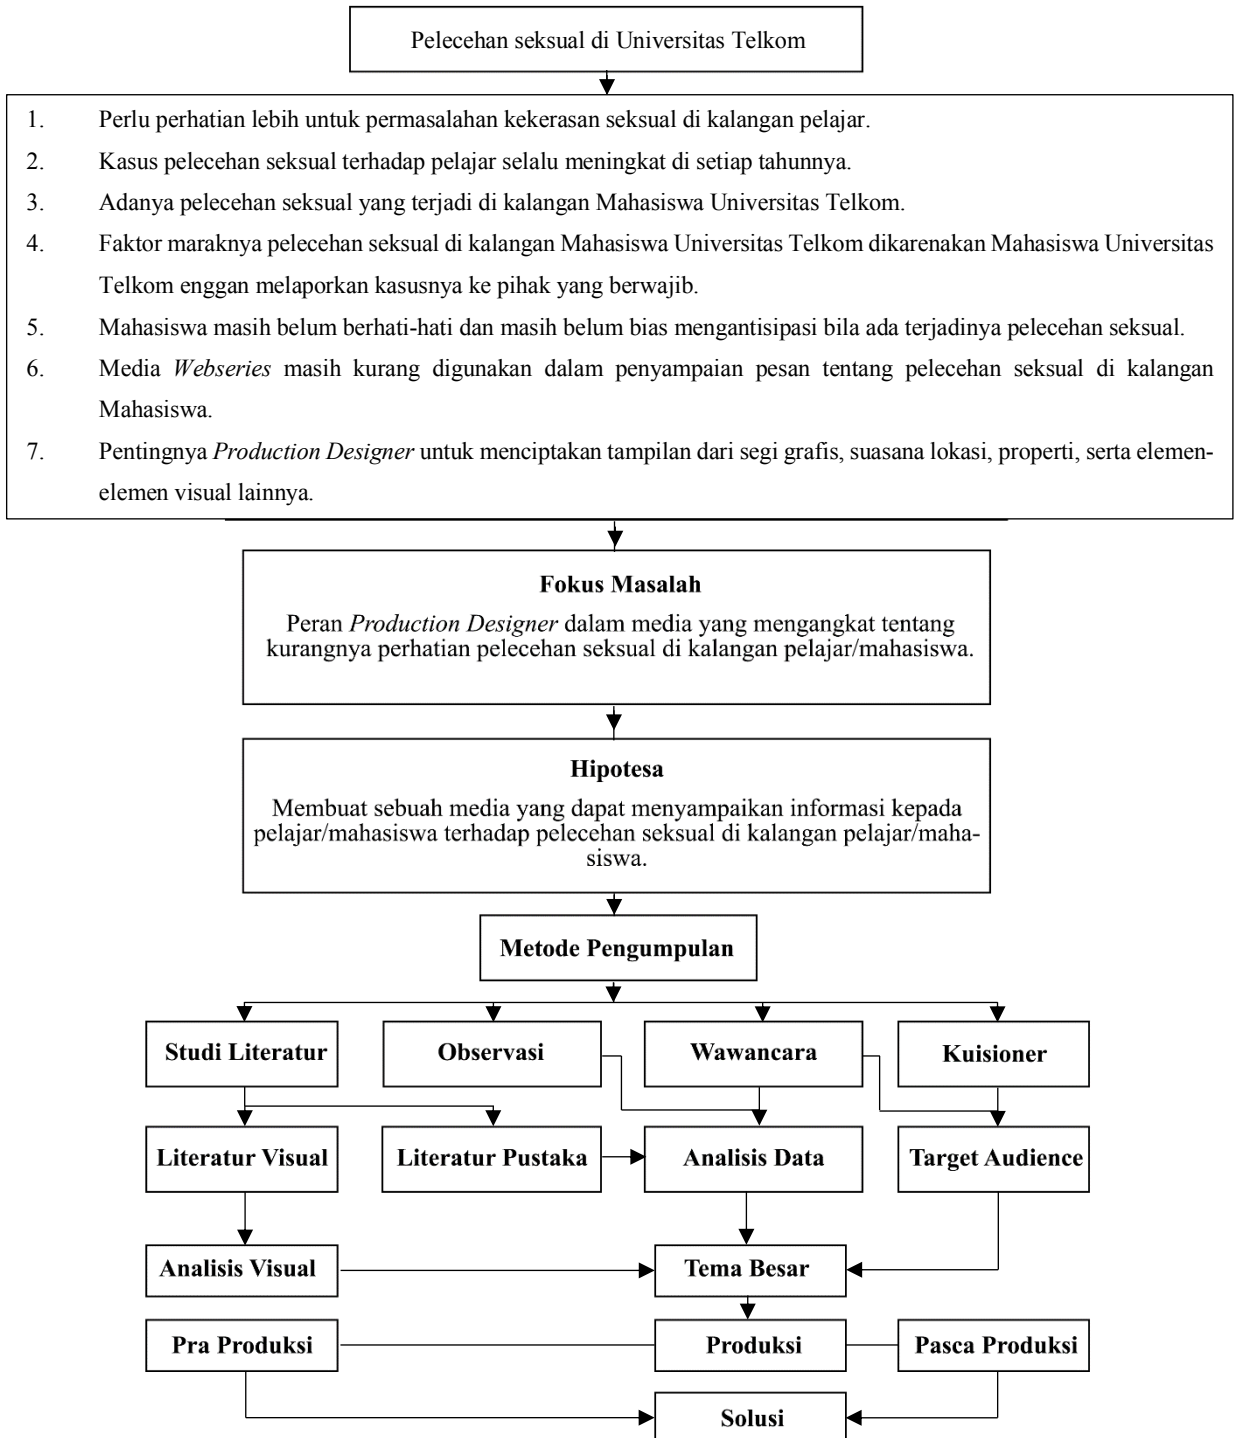 Pelecehan seksual di Universitas Telkom
1. Perlu perhatian lebih untuk permasalahan kekerasan seksual di kalangan pelajar.
2. Kasus pelecehan seksual terhadap pelajar selalu meningkat di setiap tahunnya.
3. Adanya pelecehan seksual yang terjadi di kalangan Mahasiswa Universitas Telkom.
4. Faktor maraknya pelecehan seksual di kalangan Mahasiswa Universitas Telkom dikarenakan Mahasiswa Universitas
Telkom enggan melaporkan kasusnya ke pihak yang berwajib.
5. Mahasiswa masih belum berhati-hati dan masih belum bias mengantisipasi bila ada terjadinya pelecehan seksual.
6. Media Webseries masih kurang digunakan dalam penyampaian pesan tentang pelecehan seksual di kalangan
Mahasiswa.
7. Pentingnya Production Designer untuk menciptakan tampilan dari segi grafis, suasana lokasi, properti, serta elemen-
elemen visual lainnya.
Fokus Masalah
Peran Production Designer dalam media yang mengangkat tentang
kurangnya perhatian pelecehan seksual di kalangan pelajar/mahasiswa.
Hipotesa
Membuat sebuah media yang dapat menyampaikan informasi kepada
pelajar/mahasiswa terhadap pelecehan seksual di kalangan pelajar/maha-
siswa.
Metode Pengumpulan
Studi Literatur
Observasi
Wawancara
Kuisioner
Literatur Visual
Literatur Pustaka
Analisis Data
Target Audience
Analisis Visual
Tema Besar
Pra Produksi
Produksi
Pasca Produksi
Solusi